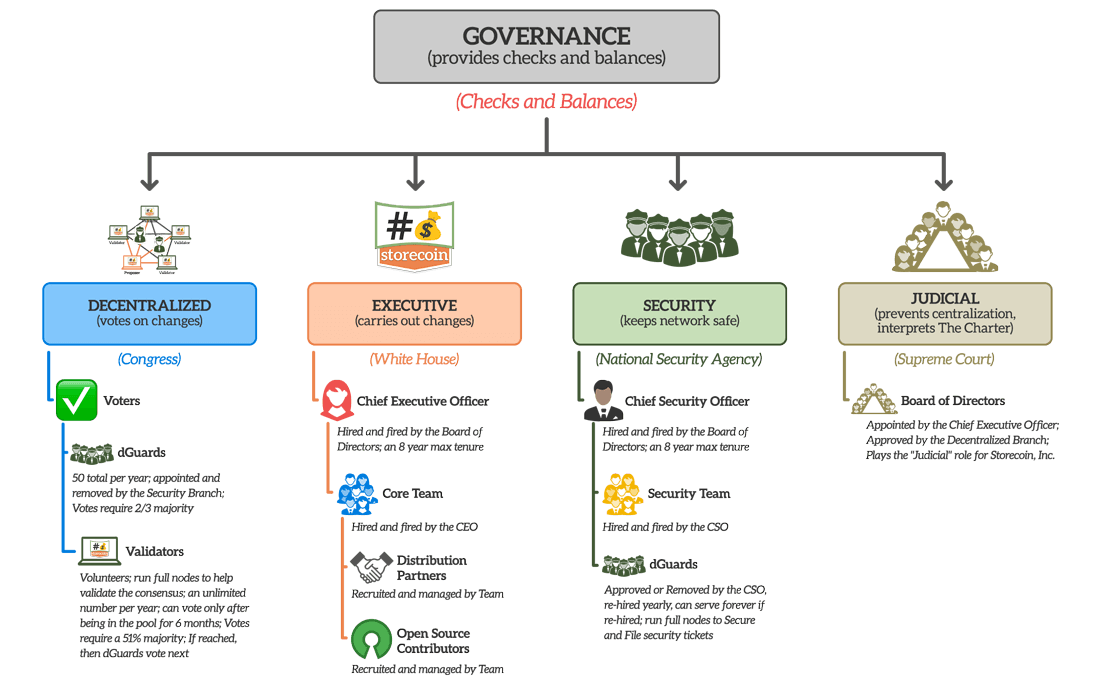 GOVERNANCE
(provides checks and balances)
(Checks and Balances)
Validator
Validator
Proposer
Validator
#
storecoin
DECENTRALIZED
(votes on changes)
(Congress)
Voters
dGuards
50 total per year; appointed and
removed by the Security Branch;
Votes require 2/3 majority
Validators
Volunteers; run full nodes to help
validate the consensus; an unlimited
number per year; can vote only after
being in the pool for 6 months; Votes
require a 51% majority; If reached,
then dGuards vote next
EXECUTIVE
(carries out changes)
(White House)
Chief Executive Officer
Hired and fired by the Board of
Directors; an 8 year max tenure
Core Team
Hired and fired by the CEO
Distribution
Partners
Recruited and managed by Team
Open Source
Contributors
Recruited and managed by Team
SECURITY
(keeps network safe)
(National Security Agency)
Chief Security Officer
Hired and fired by the Board of
Directors; an 8 year max tenure
Security Team
Hired and fired by the CSO
dGuards
Approved or Removed by the CSO,
re-hired yearly, can serve forever if
re-hired; run full nodes to Secure
and File security tickets
JUDICIAL
(prevents centralization,
interprets The Charter)
(Supreme Court)
Board of Directors
Appointed by the Chief Executive Officer;
Approved by the Decentralized Branch;
Plays the "Judicial" role for Storecoin, Inc.